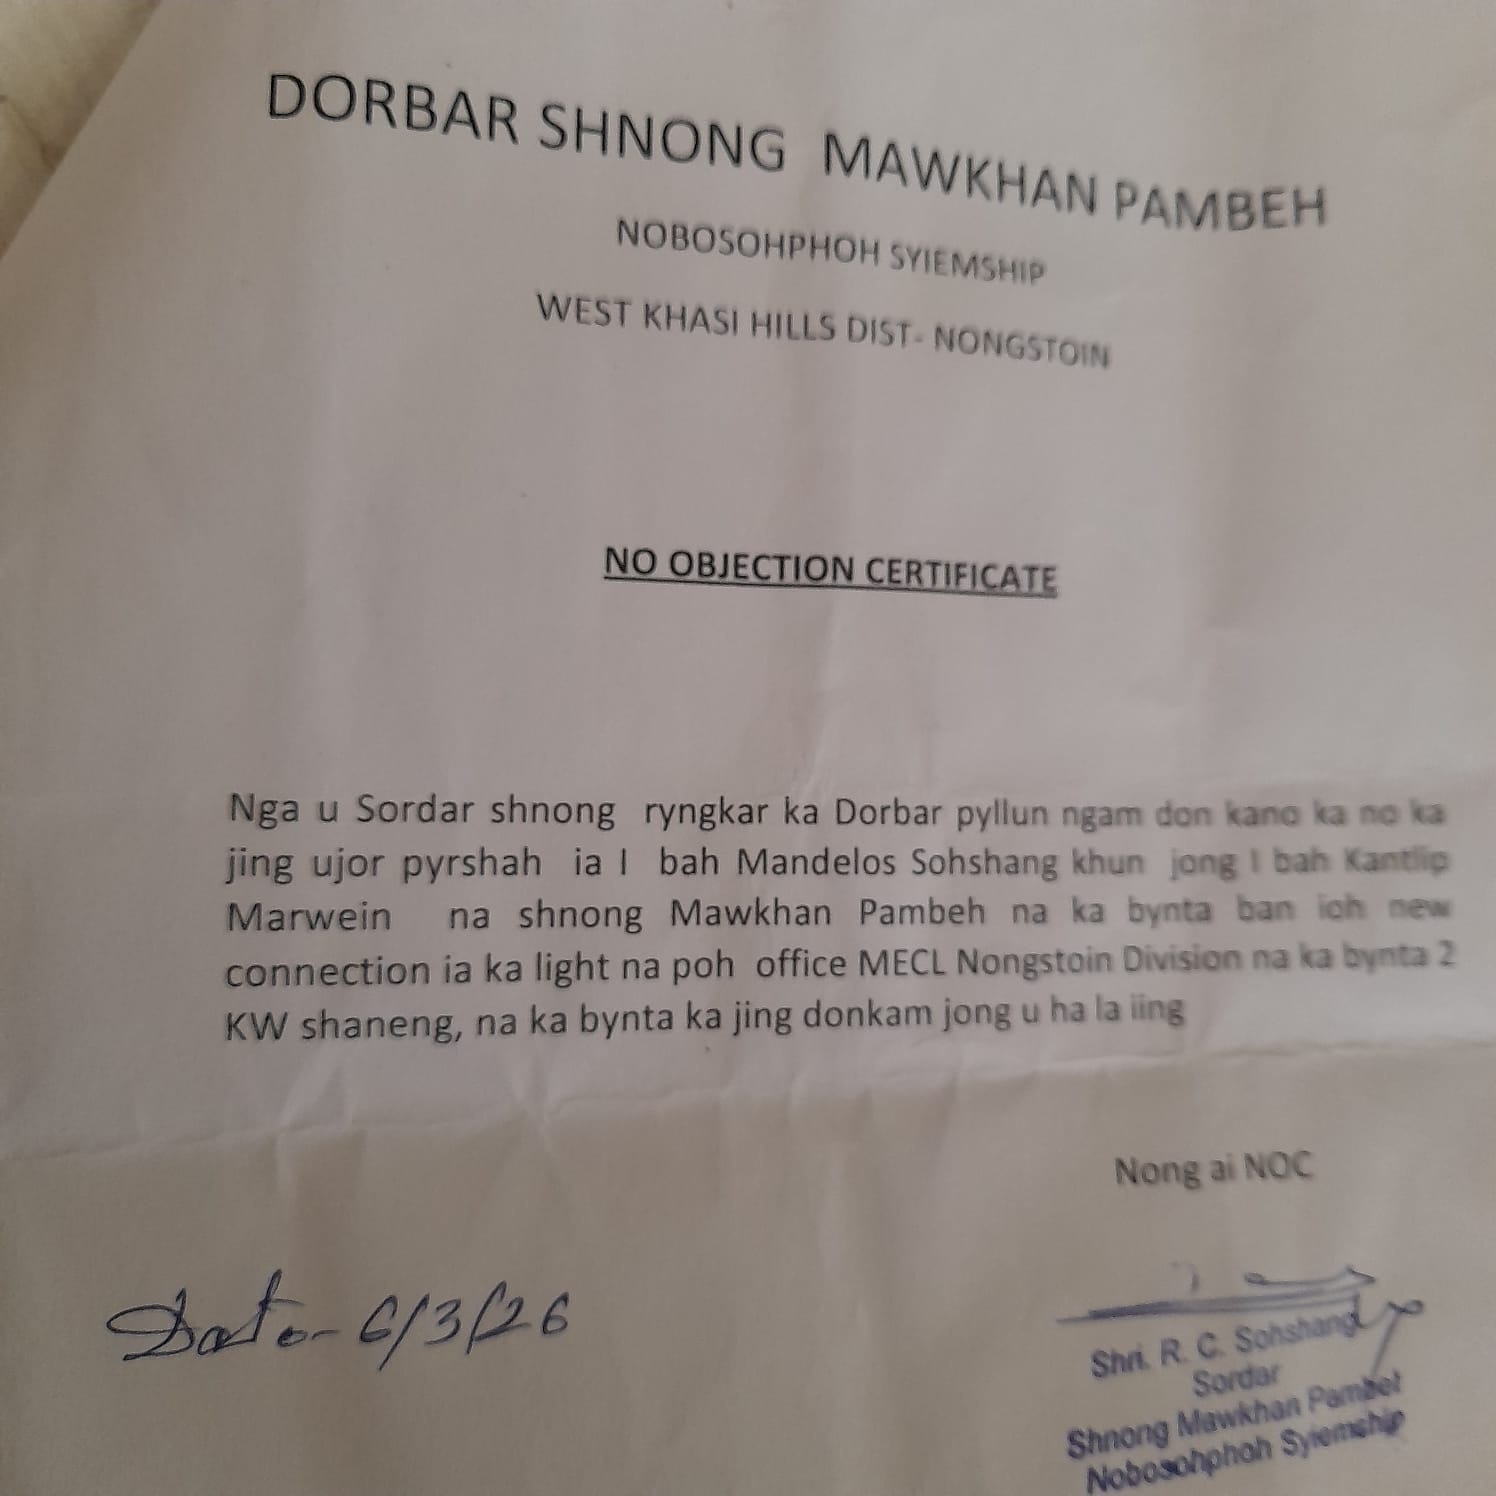 DORBAR SHNONG MAWKHAN PAMBEH
NOBOSOHPHOH SYIEMSHIP
WEST KHASI HILLS DIST- NONGSTOIN
NO OBJECTION CERTIFICATE
Nga u Sordar shnong ryngkar ka Dorbar pyllun ngam don kano ka no ka
jing ujor pyrshah ia I bah Mandelos Sohshang khun jong I bah Kantlip
Marwein na shnong Mawkhan Pambeh na ka bynta ban ioh new
connection ia ka light na poh office MECL Nongstoin Division na ka bynta 2
KW shaneng, na ka bynta ka jing donkam jong u ha la iing
Nong ai NOC
Date- 6/3/26
Shri. R. C. Sohshang
Sordar
Shnong Mawkhan Pambeh
Nobosohphoh Syiemship